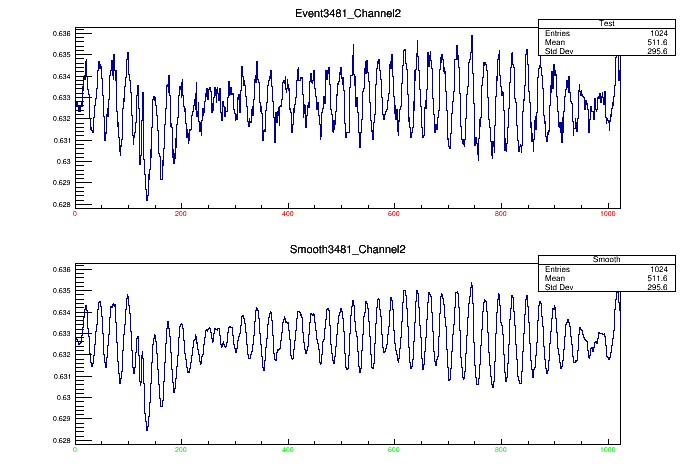 Event3481_Channel2
Test
Entries 1024
Mean 511.6
Std Dev 295.6
0.636
0.635
0.634
0.633
0.632
0.631
0.63
0.629
0.628
0 200 400 600 800 1000
Smooth3481_Channel2
Smooth
Entries 1024
Mean 511.6
Std Dev 295.6
0.636
0.635
0.634
0.633
0.632
0.631
0.63
0.629
0.628
0 200 400 600 800 1000